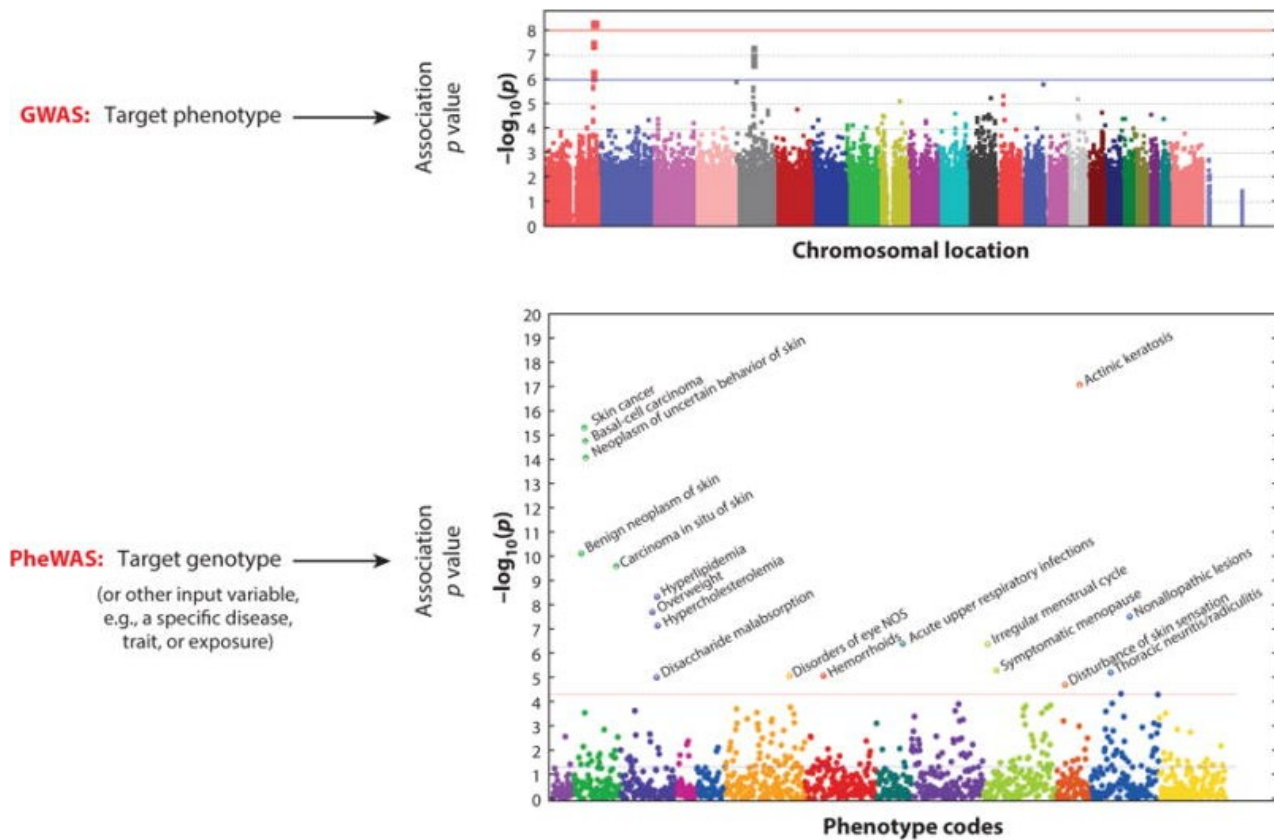 GWAS: Target phenotype
Association
p value
–log10(p)
8
7
6
5
4
3
2
1
0
Chromosomal location
PheWAS: Target genotype
(or other input variable,
e.g., a specific disease,
trait, or exposure)
Association
p value
–log10(p)
20
19
18
17
16
15
14
13
12
11
10
9
8
7
6
5
4
3
2
1
0
Skin cancer
Basal-cell carcinoma
Neoplasm of uncertain behavior of skin
Actinic keratosis
Benign neoplasm of skin
Carcinoma in situ of skin
Hyperlipidemia
Overweight
Hypercholesterolemia
Disaccharide malabsorption
Disorders of eye NOS
Hemorrhoids
Acute upper respiratory infections
Irregular menstrual cycle
Symptomatic menopause
Nonallopathic lesions
Disturbance of skin sensation
Thoracic neuritis/radiculitis
Phenotype codes